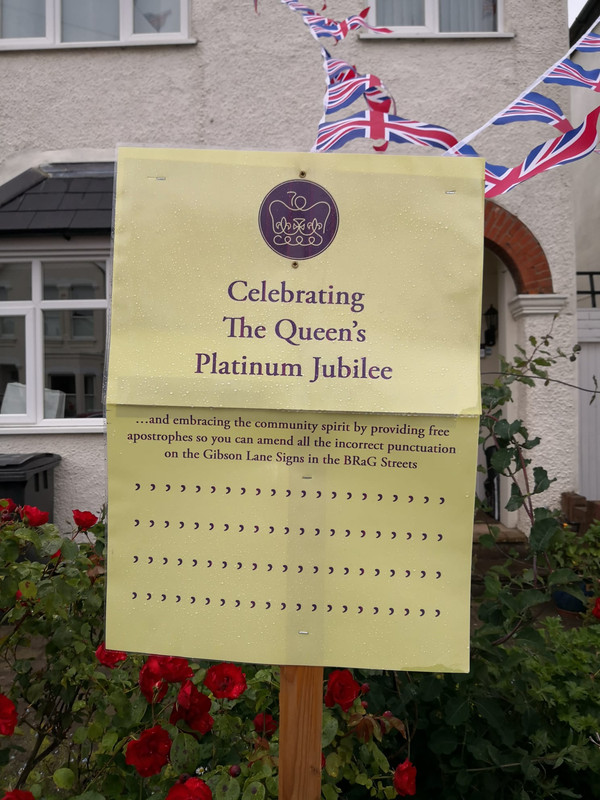 70
Celebrating
The Queen's
Platinum Jubilee
...and embracing the community spirit by providing free
apostrophes so you can amend all the incorrect punctuation
on the Gibson Lane Signs in the BRaG Streets
, , , , , , , , , , , , , , , , , , , , ,
, , , , , , , , , , , , , , , , , , , , ,
, , , , , , , , , , , , , , , , , , , , ,
, , , , , , , , , , , , , , , , , , , , ,